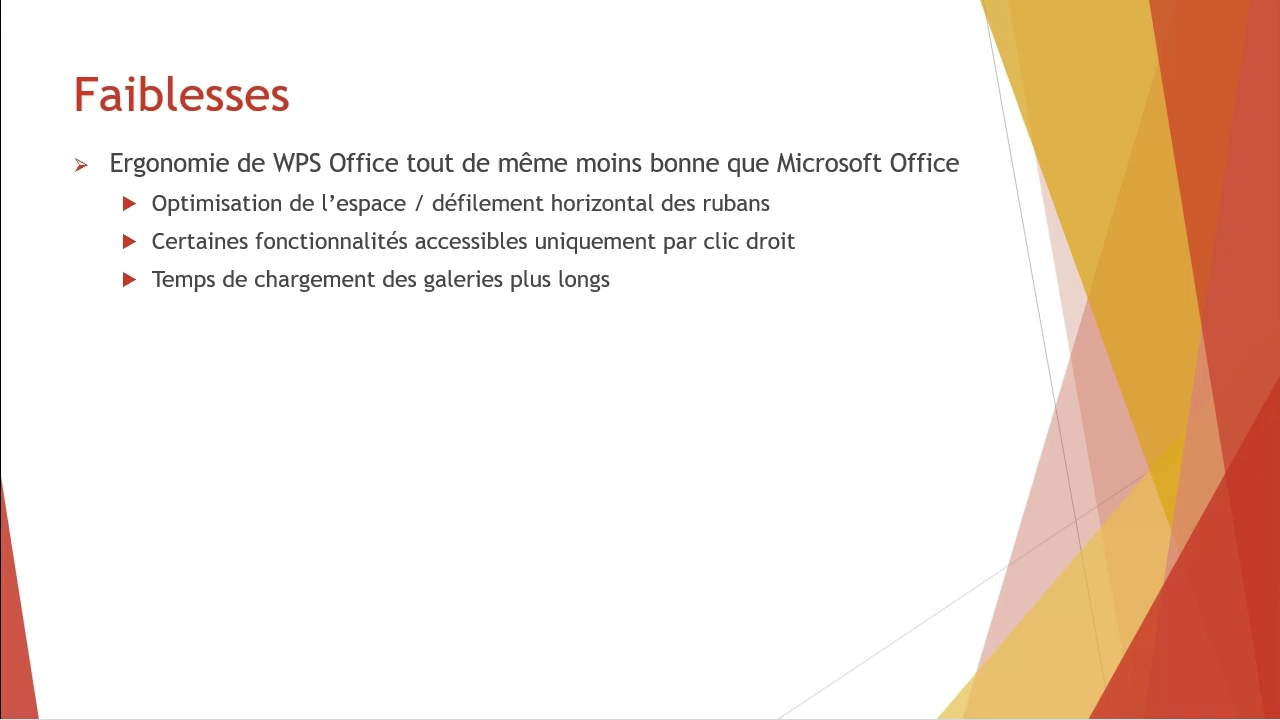 Faiblesses
Ergonomie de WPS Office tout de même moins bonne que Microsoft Office
Optimisation de l’espace / défilement horizontal des rubans
Certaines fonctionnalités accessibles uniquement par clic droit
Temps de chargement des galeries plus longs